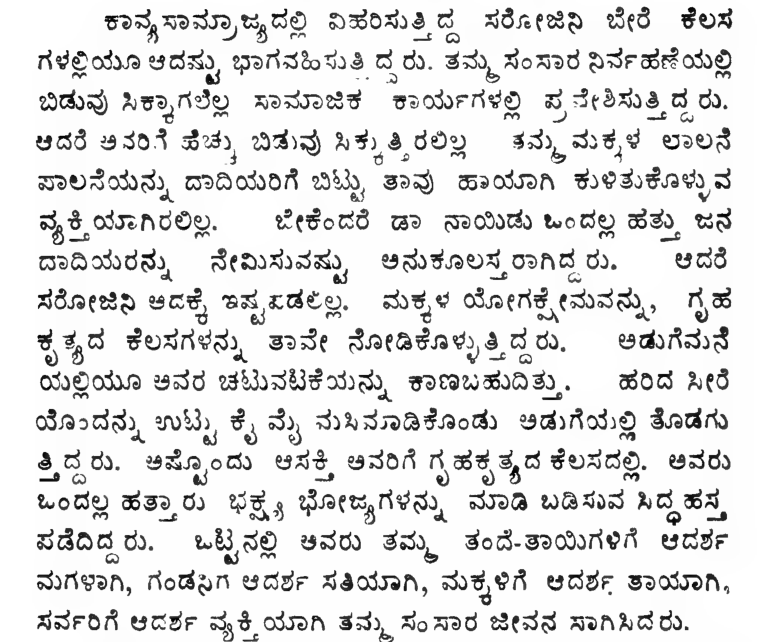 ಕಾವ್ಯಸಾಮ್ರಾಜ್ಯದಲ್ಲಿ ವಿಹರಿಸುತ್ತಿದ್ದ ಸರೋಜಿನಿ ಬೇರೆ ಕೆಲಸ
ಗಳಲ್ಲಿಯೂ ಆದಷ್ಟು ಭಾಗವಹಿಸುತ್ತಿದ್ದರು. ತಮ್ಮ ಸಂಸಾರ ನಿರ್ವಹಣೆಯಲ್ಲಿ
ಬಿಡುವು ಸಿಕ್ಕಾಗಲೆಲ್ಲ ಸಾಮಾಜಿಕ ಕಾರ್ಯಗಳಲ್ಲಿ ಪ್ರವೇಶಿಸುತ್ತಿದ್ದರು.
ಆದರೆ ಅವರಿಗೆ ಹೆಚ್ಚು ಬಿಡುವು ಸಿಕ್ಕುತ್ತಿರಲಿಲ್ಲ ತಮ್ಮ ಮಕ್ಕಳ ಲಾಲನೆ
ಪಾಲನೆಯನ್ನು ದಾದಿಯರಿಗೆ ಬಿಟ್ಟು ತಾವು ಹಾಯಾಗಿ ಕುಳಿತುಕೊಳ್ಳುವ
ವ್ಯಕ್ತಿಯಾಗಿರಲಿಲ್ಲ. ಬೇಕೆಂದರೆ ಡಾ ನಾಯಿಡು ಒಂದಲ್ಲ ಹತ್ತು ಜನ
ದಾದಿಯರನ್ನು ನೇಮಿಸುವಷ್ಟು ಅನುಕೂಲಸ್ತರಾಗಿದ್ದರು. ಆದರೆ
ಸರೋಜಿನಿ ಅದಕ್ಕೆ ಇಷ್ಟಪಡಲಿಲ್ಲ. ಮಕ್ಕಳ ಯೋಗಕ್ಷೇಮವನ್ನು, ಗೃಹ
ಕೃತ್ಯದ ಕೆಲಸಗಳನ್ನು ತಾವೇ ನೋಡಿಕೊಳ್ಳುತ್ತಿದ್ದರು. ಅಡುಗೆಮನೆ
ಯಲ್ಲಿಯೂ ಅವರ ಚಟುವಟಿಕೆಯನ್ನು ಕಾಣಬಹುದಿತ್ತು. ಹರಿದ ಸೀರೆ
ಯೊಂದನ್ನು ಉಟ್ಟು ಕೈ ಮೈ ಮಸಿಮಾಡಿಕೊಂಡು ಅಡುಗೆಯಲ್ಲಿ ತೊಡಗು
ತ್ತಿದ್ದರು. ಅಷ್ಟೊಂದು ಆಸಕ್ತಿ ಅವರಿಗೆ ಗೃಹಕೃತ್ಯದ ಕೆಲಸದಲ್ಲಿ. ಅವರು
ಒಂದಲ್ಲ ಹತ್ತಾರು ಭಕ್ಷ್ಯ ಭೋಜ್ಯಗಳನ್ನು ಮಾಡಿ ಬಡಿಸುವ ಸಿದ್ಧಹಸ್ತ
ಪಡೆದಿದ್ದರು. ಒಟ್ಟಿನಲ್ಲಿ ಅವರು ತಮ್ಮ ತಂದೆ-ತಾಯಿಗಳಿಗೆ ಆದರ್ಶ
ಮಗಳಾಗಿ, ಗಂಡನಿಗೆ ಆದರ್ಶ ಸತಿಯಾಗಿ, ಮಕ್ಕಳಿಗೆ ಆದರ್ಶ ತಾಯಾಗಿ,
ಸರ್ವರಿಗೆ ಆದರ್ಶ ವ್ಯಕ್ತಿಯಾಗಿ ತಮ್ಮ ಸಂಸಾರ ಜೀವನ ಸಾಗಿಸಿದರು.